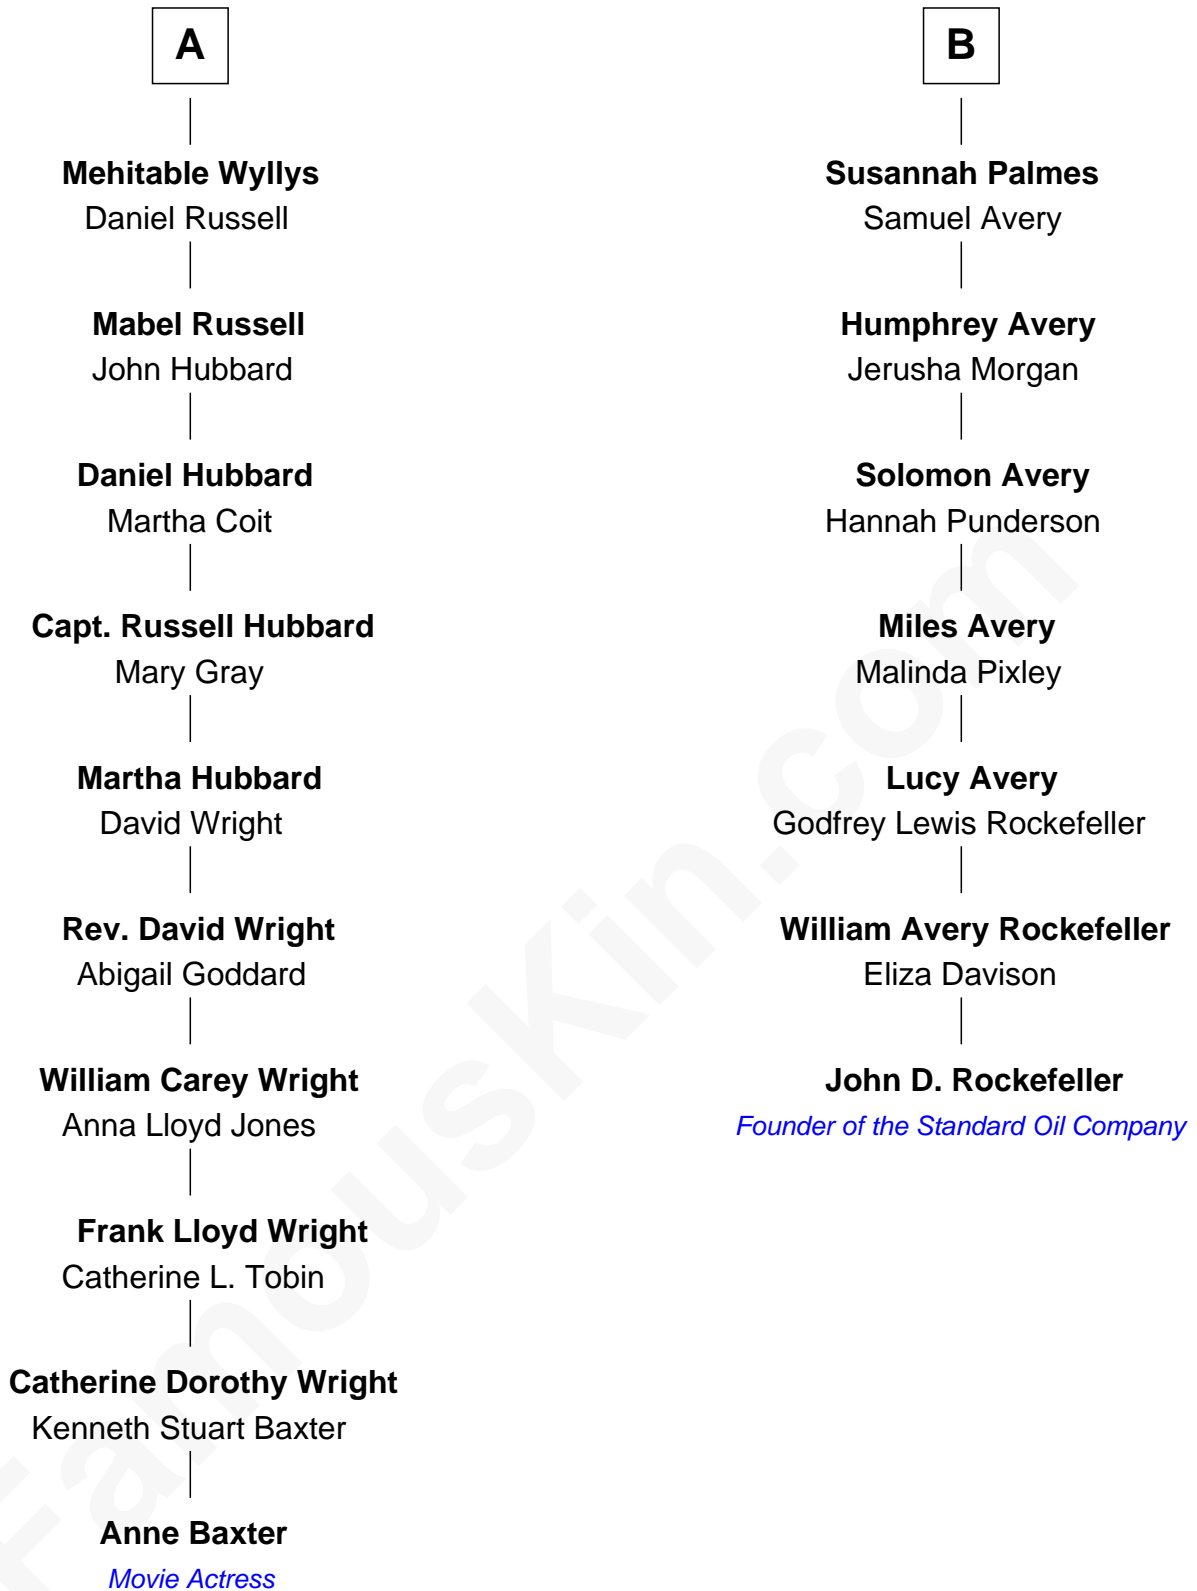 A
Mehitable Wyllys
Daniel Russell
Mabel Russell
John Hubbard
Daniel Hubbard
Martha Coit
Capt. Russell Hubbard
Mary Gray
Martha Hubbard
David Wright
Rev. David Wright
Abigail Goddard
William Carey Wright
Anna Lloyd Jones
Frank Lloyd Wright
Catherine L. Tobin
Catherine Dorothy Wright
Kenneth Stuart Baxter
Anne Baxter
Movie Actress
B
Susannah Palmes
Samuel Avery
Humphrey Avery
Jerusha Morgan
Solomon Avery
Hannah Punderson
Miles Avery
Malinda Pixley
Lucy Avery
Godfrey Lewis Rockefeller
William Avery Rockefeller
Eliza Davison
John D. Rockefeller
Founder of the Standard Oil Company
FamousKin.com